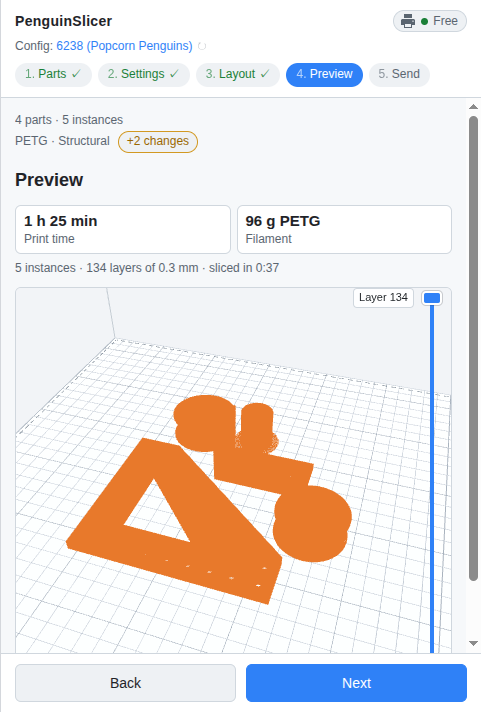 PenguinSlicer
Free
Config: 6238 (Popcorn Penguins)
1. Parts ✓ 2. Settings ✓ 3. Layout ✓ 4. Preview 5. Send
4 parts · 5 instances
PETG · Structural +2 changes
Preview
1 h 25 min
Print time
96 g PETG
Filament
5 instances · 134 layers of 0.3 mm · sliced in 0:37
Layer 134
Back
Next